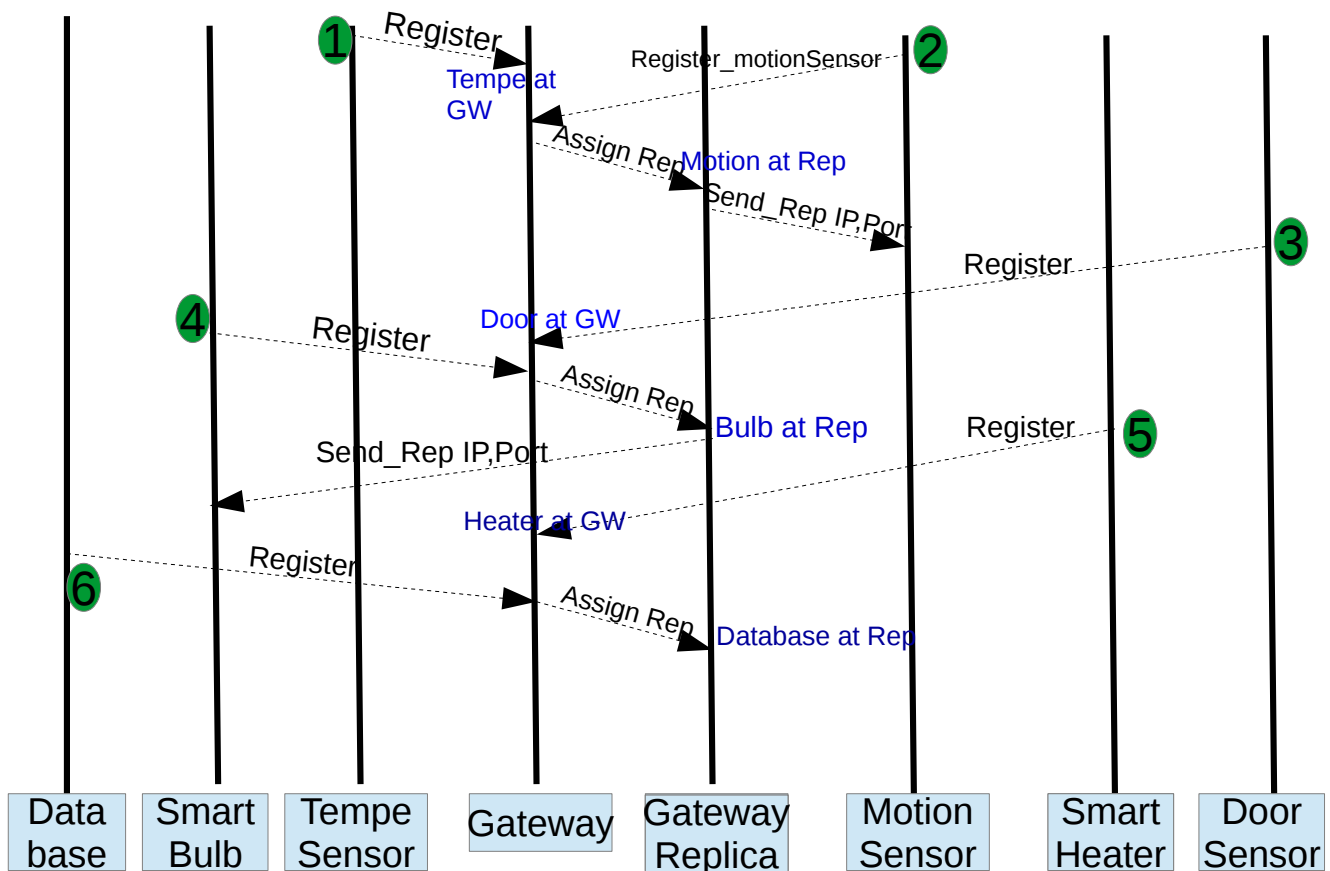 1
Register
2
Register_motionSensor
Tempe at
GW
Assign Rep
Motion at Rep
Send_Rep IP,Port
3
Register
4
Register
Door at GW
Assign Rep
Bulb at Rep
Register
5
Send_Rep IP,Port
Heater at GW
Register
6
Assign Rep
Database at Rep
Data
base
Smart
Bulb
Tempe
Sensor
Gateway
Gateway
Replica
Motion
Sensor
Smart
Heater
Door
Sensor